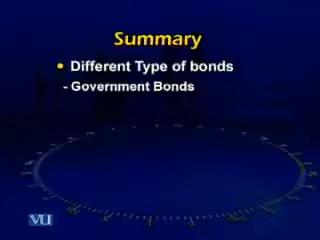 Summary
• Different Type of bonds
- Government Bonds
VU